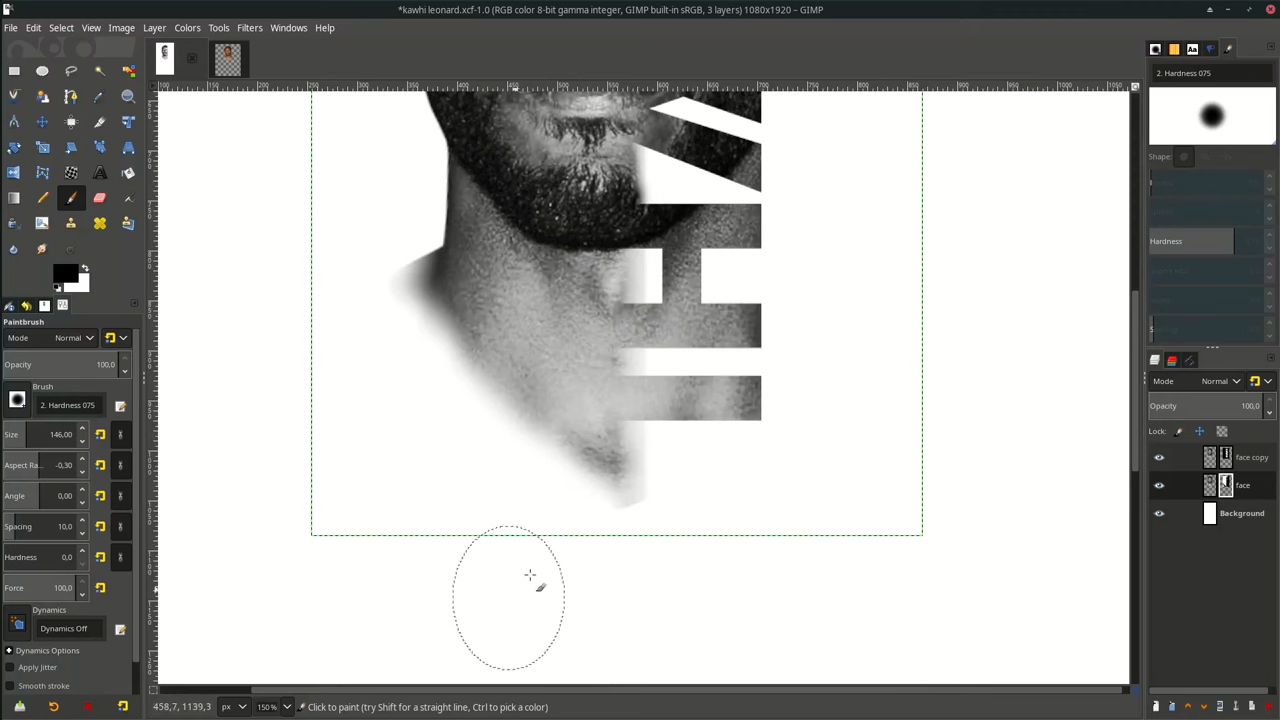 *kawhi leonard.xcf-1.0 (RGB color 8-bit gamma integer, GIMP built-in sRGB, 3 layers) 1080x1920 – GIMP
File Edit Select View Image Layer Colors Tools Filters Windows Help
2. Hardness 075
Shape:
Hardness
Paintbrush
Mode Normal
Opacity 100,0
Brush
2. Hardness 075
Size 146,00
Aspect Ra... -0,30
Angle 0,00
Spacing 10,0
Hardness 0,0
Force 100,0
Dynamics
Dynamics Off
Dynamics Options
Apply Jitter
Smooth stroke
Mode Normal
Opacity 100,0
Lock:
face copy
face
Background
458,7, 1139,3 px 150% Click to paint (try Shift for a straight line, Ctrl to pick a color)